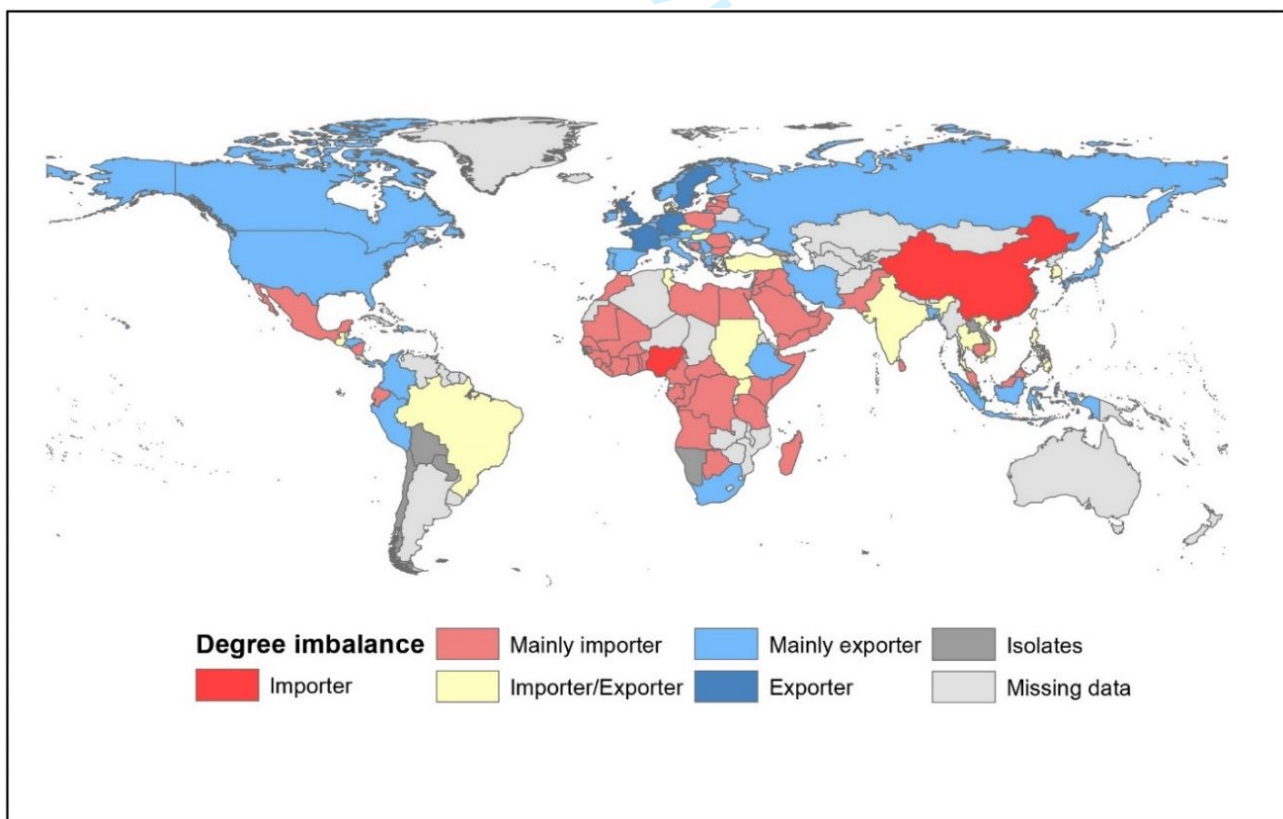 Degree imbalance
Importer
Mainly importer
Importer/Exporter
Mainly exporter
Exporter
Isolates
Missing data